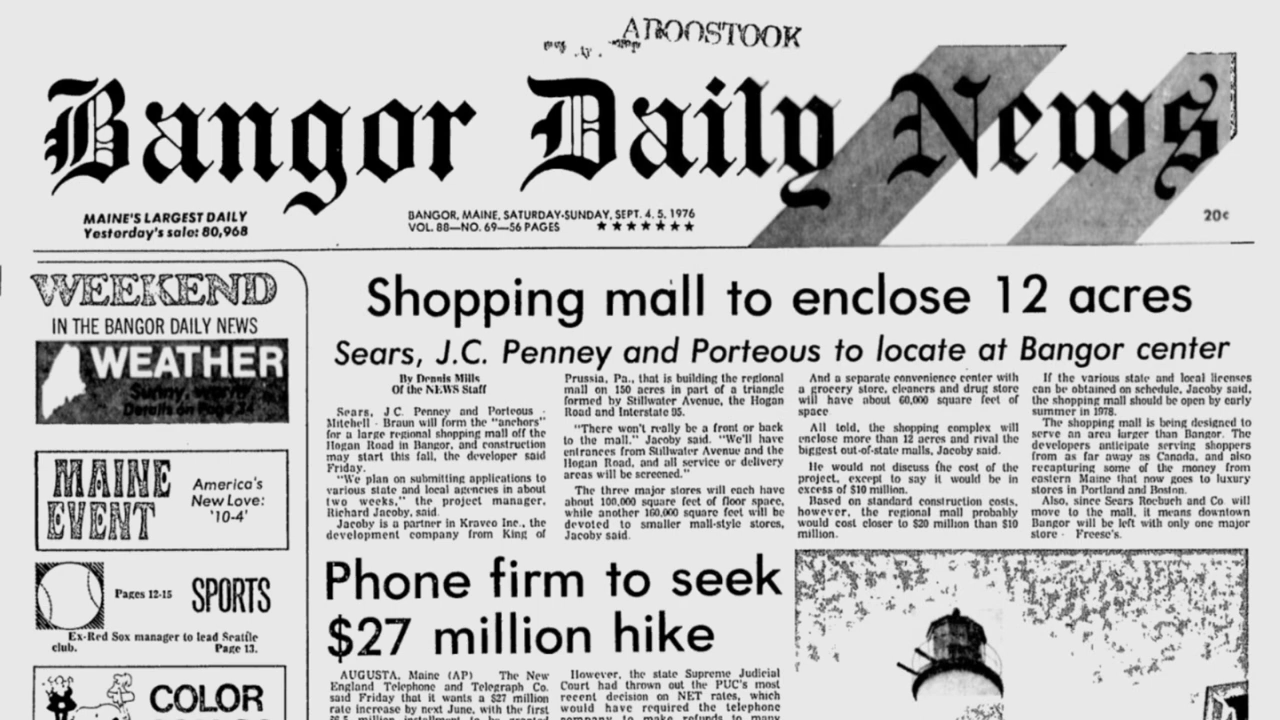 AROOSTOOK
Bangor Daily News
MAINE'S LARGEST DAILY
Yesterday's sale: 80,968
BANGOR, MAINE, SATURDAY-SUNDAY, SEPT. 4, 5, 1976
VOL. 88—NO. 69—56 PAGES ★★★★★★★
20¢
WEEKEND
IN THE BANGOR DAILY NEWS
WEATHER
Details on Page
MAINE
EVENT
America's
New Love:
'10-4'
Pages 12-15
SPORTS
Ex-Red Sox manager to lead Seattle
club. Page 13.
COLOR
Shopping mall to enclose 12 acres
Sears, J.C. Penney and Porteous to locate at Bangor center
By Dennis Mills
Of the NEWS Staff
Sears, J C. Penney and Porteous -
Mitchell - Braun will form the "anchors"
for a large regional shopping mall off the
Hogan Road in Bangor, and construction
may start this fall, the developer said
Friday.
"We plan on submitting applications to
various state and local agencies in about
two weeks," the project manager,
Richard Jacoby, said.
Jacoby is a partner in Kravco Inc., the
development company from King of
Prussia, Pa., that is building the regional
mall on 150 acres in part of a triangle
formed by Stillwater Avenue, the Hogan
Road and Interstate 95.
"There won't really be a front or back
to the mall." Jacoby said. "We'll have
entrances from Stillwater Avenue and the
Hogan Road, and all service or delivery
areas will be screened."
The three major stores will each have
about 100,000 square feet of floor space,
while another 160,000 square feet will be
devoted to smaller mall-style stores,
Jacoby said.
And a separate convenience center with
a grocery store, cleaners and drug store
will have about 60,000 square feet of
space
All told, the shopping complex will
enclose more than 12 acres and rival the
biggest out-of-state malls, Jacoby said.
He would not discuss the cost of the
project, except to say it would be in
excess of $10 million.
Based on standard construction costs,
however, the regional mall probably
would cost closer to $20 million than $10
million.
If the various state and local licenses
can be obtained on schedule, Jacoby said,
the shopping mall should be open by early
summer in 1978.
The shopping mall is being designed to
serve an area larger than Bangor. The
developers anticipate serving shoppers
from as far away as Canada, and also
recapturing some of the money from
eastern Maine that now goes to luxury
stores in Portland and Boston.
Also, since Sears Roebuch and Co. will
move to the mall, it means downtown
Bangor will be left with only one major
store - Freese's.
Phone firm to seek
$27 million hike
AUGUSTA, Maine (AP) The New
England Telephone and Telegraph Co.
said Friday that it wants a $27 million
rate increase by next June, with the first
million installment to be granted
However, the state Supreme Judicial
Court had thrown out the PUC's most
recent decision on NET rates, which
would have required the telephone
company to make refunds to many